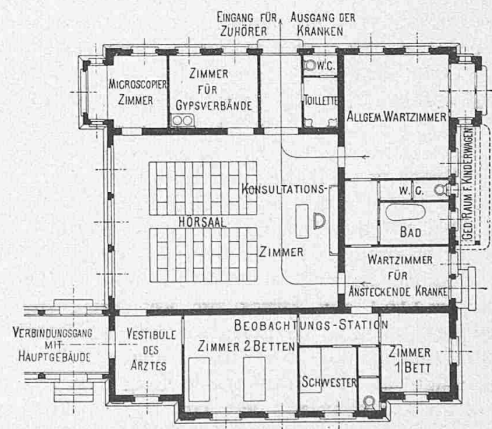 EINGANG FÜR
ZUHÖRER
AUSGANG DER
KRANKEN
MICROSCOPIER
ZIMMER
ZIMMER
FÜR
GYPSVERBÄNDE
W.C.
TOILLETTE
ALLGEM. WARTZIMMER
GED. RAUM F. KINDERWAGEN
KONSULTATIONS-
HÖRSAAL
ZIMMER
W. G.
BAD
WARTZIMMER
FÜR
ANSTECKENDE KRANKE
VERBINDUNGSGANG
MIT
HAUPTGEBÄUDE
VESTIBULE
DES
ARZTES
BEOBACHTUNGS-STATION
ZIMMER 2 BETTEN
SCHWESTER
ZIMMER
1 BETT